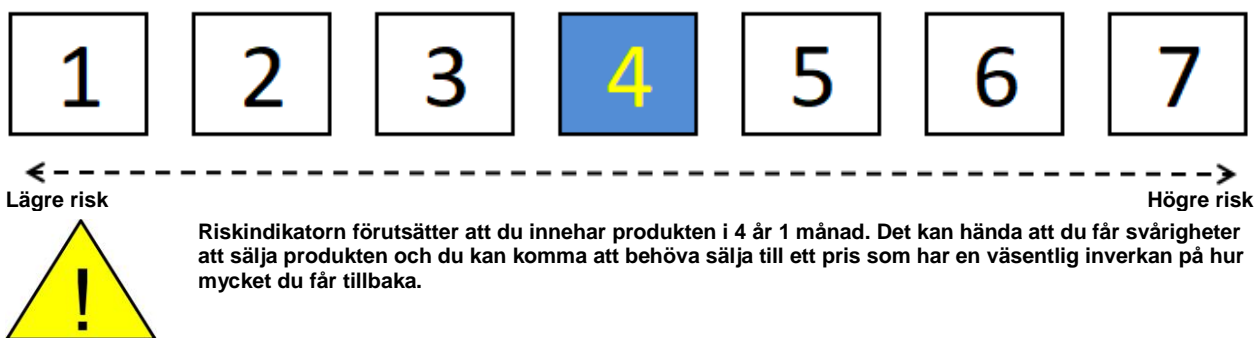 1 2 3 4 5 6 7
Lägre risk Högre risk
Riskindikatorn förutsätter att du innehar produkten i 4 år 1 månad. Det kan hända att du får svårigheter
att sälja produkten och du kan komma att behöva sälja till ett pris som har en väsentlig inverkan på hur
mycket du får tillbaka.
!